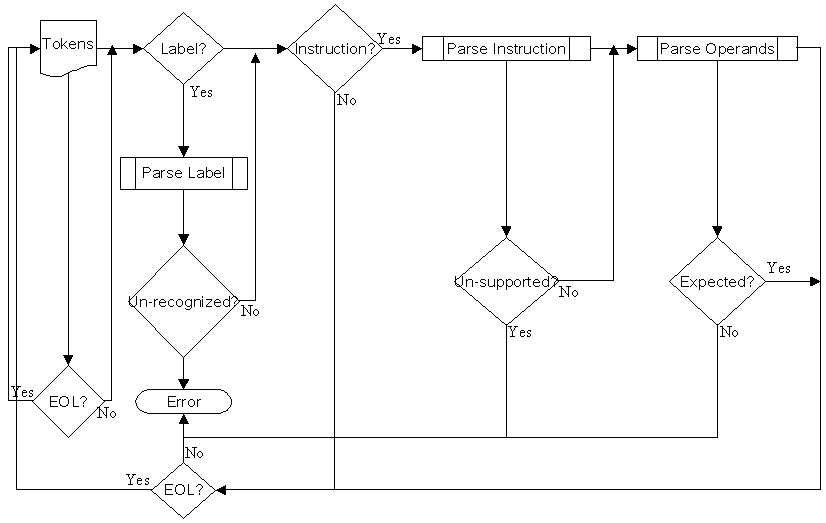 Tokens
Label?
Instruction?
Yes
Parse Instruction
Parse Operands
Yes
No
Parse Label
Un-recognized?
No
Un-supported?
No
Yes
Expected?
Yes
No
Yes
EOL?
No
Error
No
Yes
EOL?